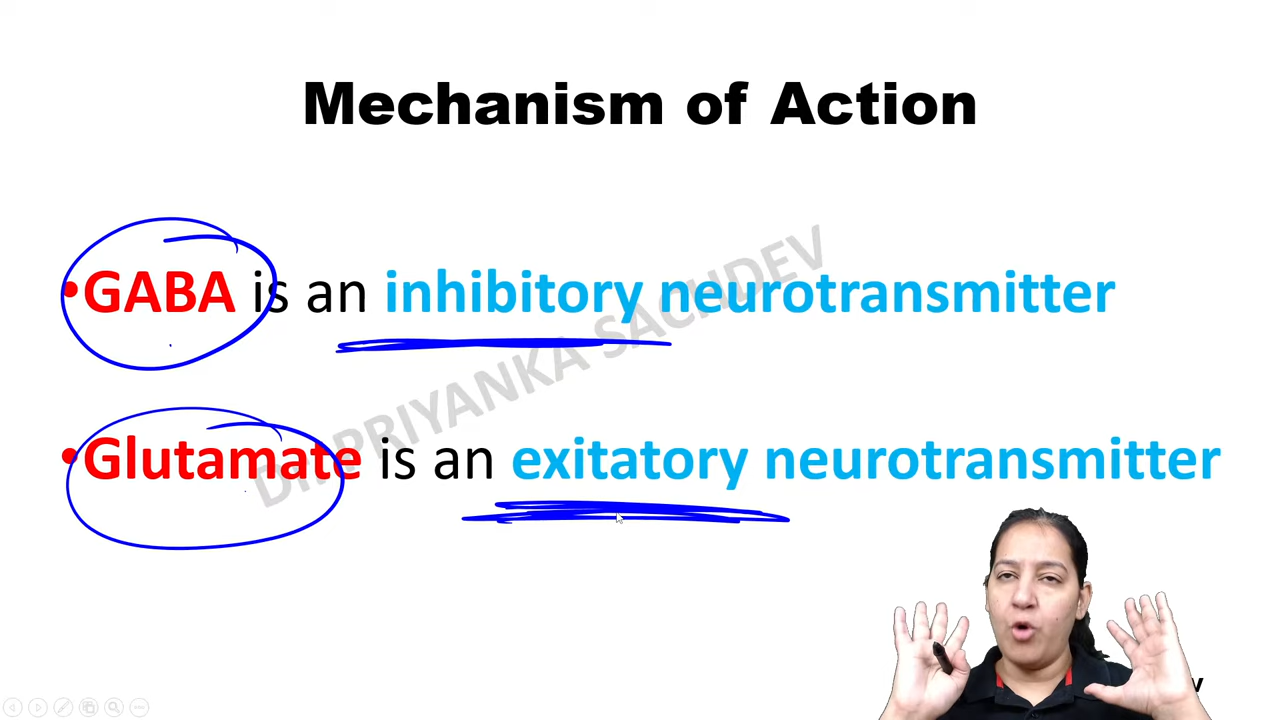 Mechanism of Action
•GABA is an inhibitory neurotransmitter
•Glutamate is an exitatory neurotransmitter
Dr. PRIYANKA SACHDEV